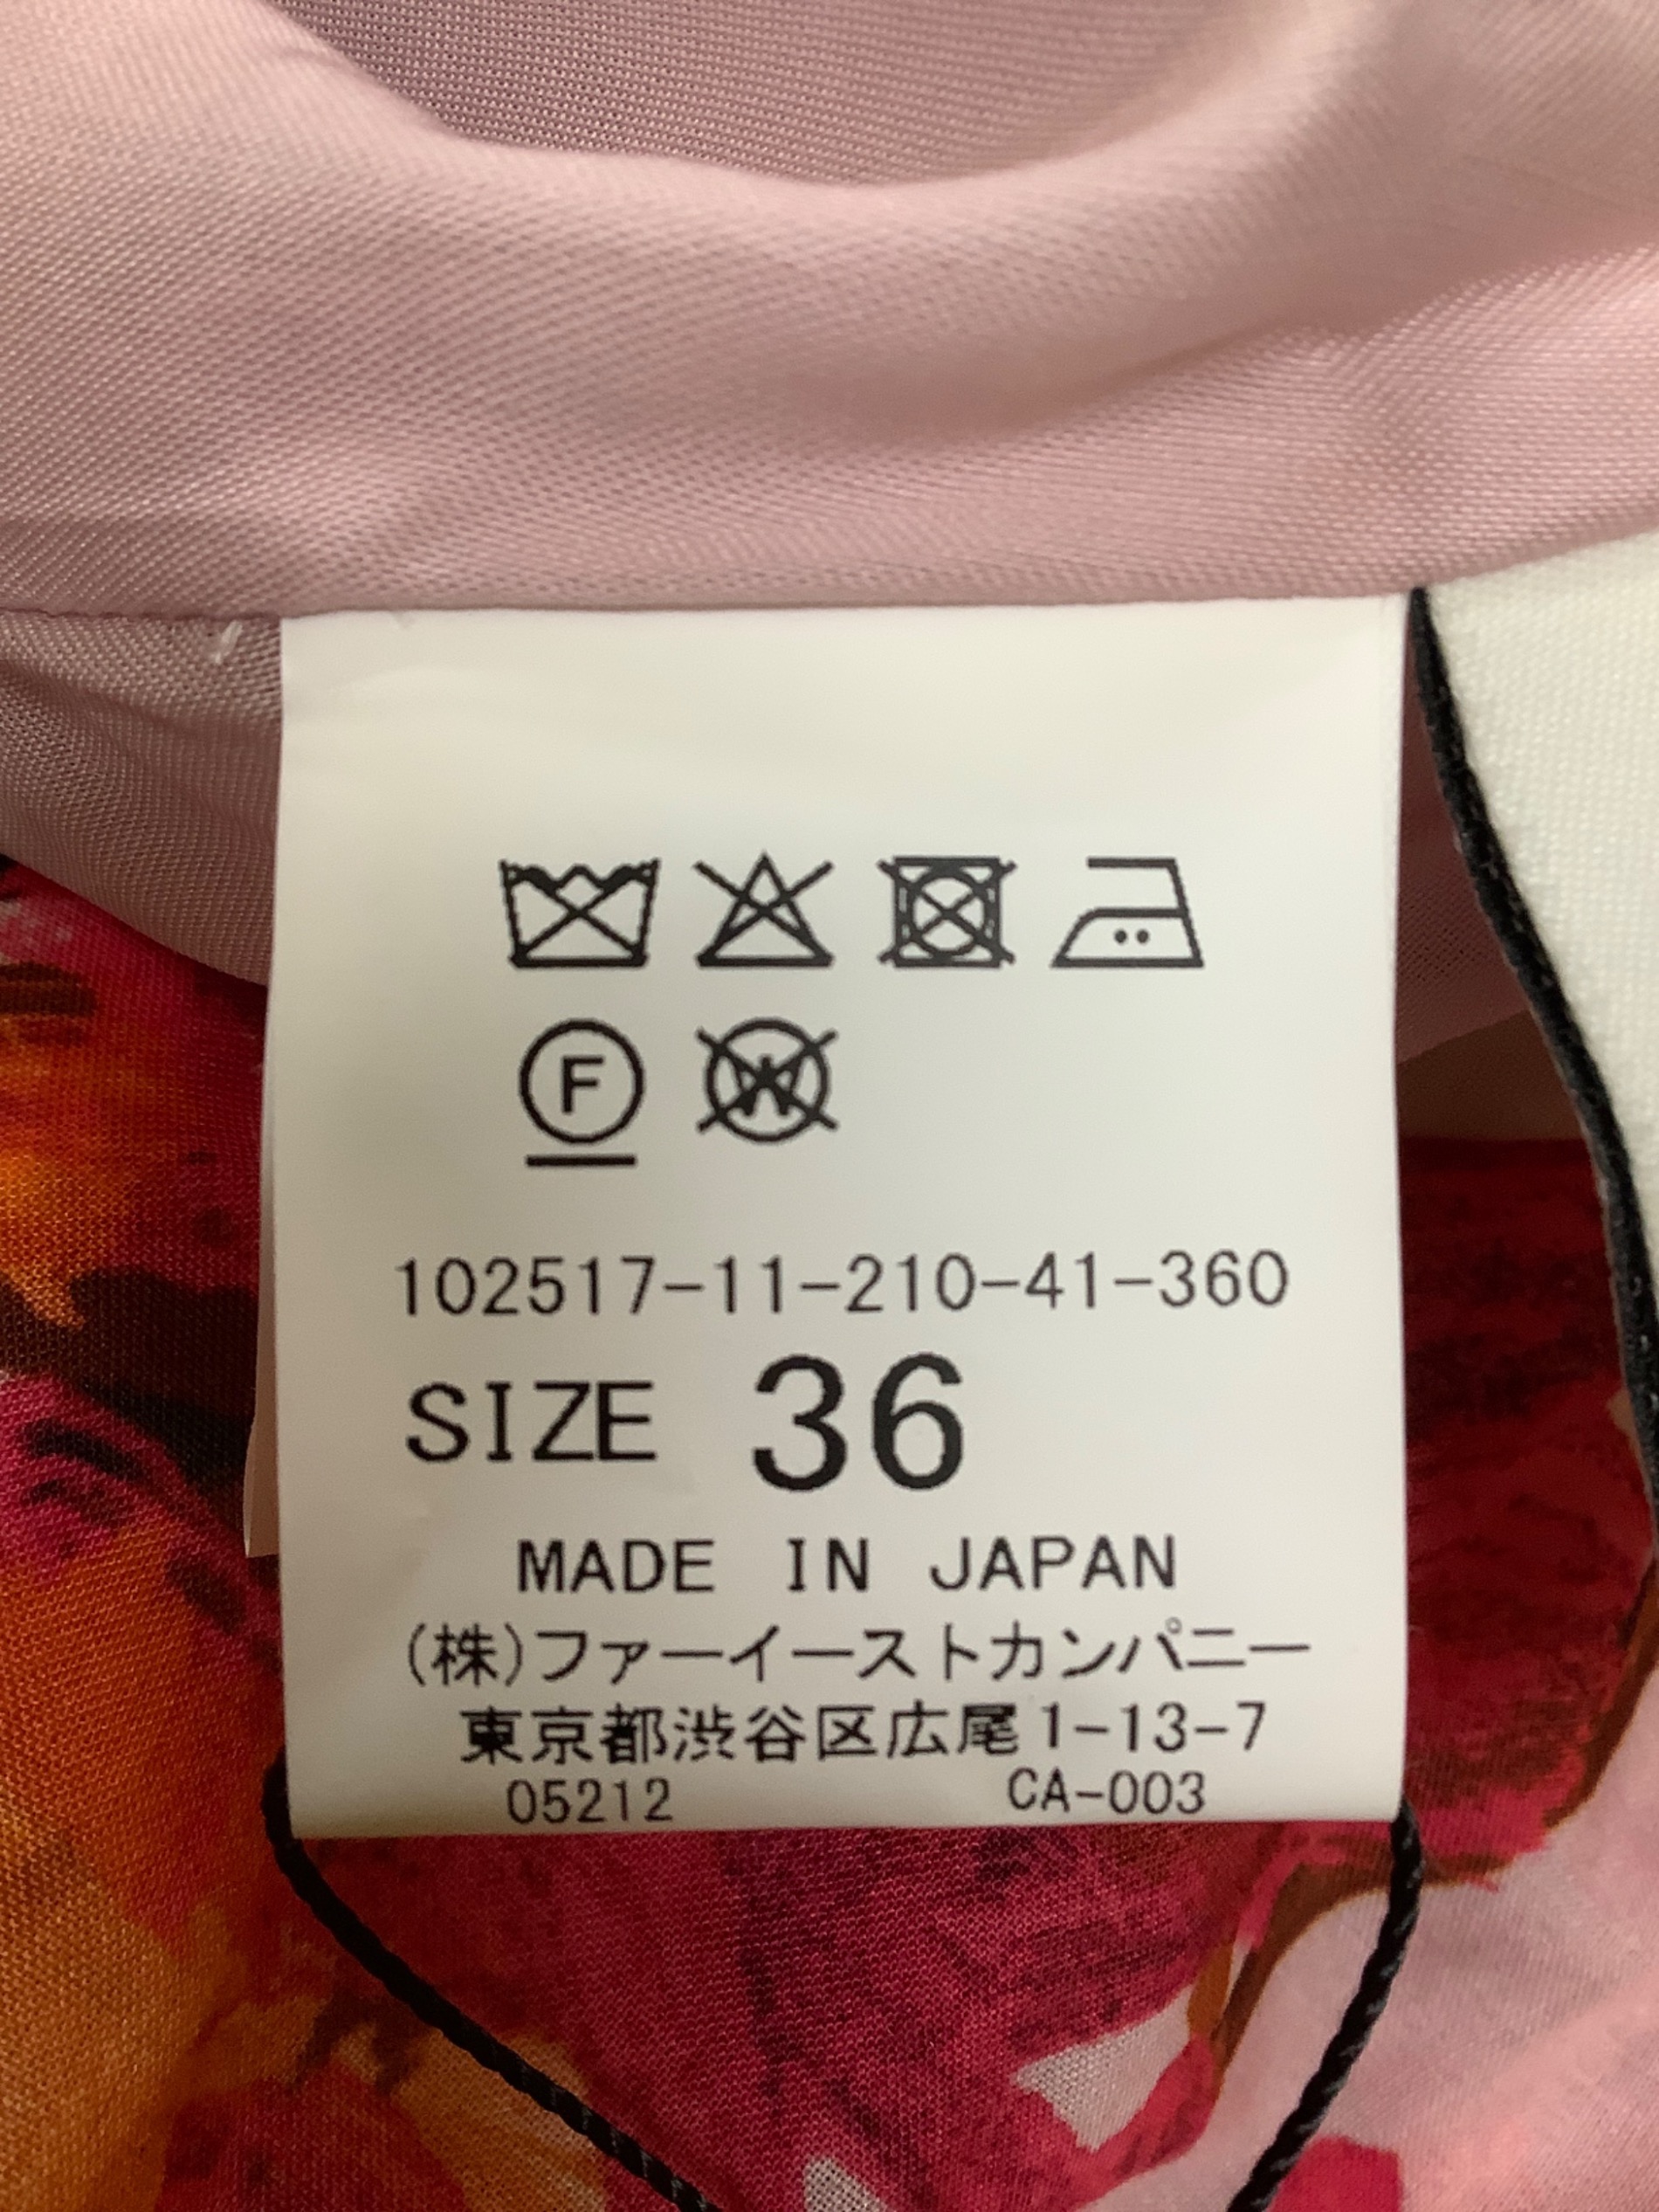 F W
102517-11-210-41-360
SIZE 36
MADE IN JAPAN
(株)ファーイーストカンパニー
東京都渋谷区広尾1-13-7
05212 CA-003